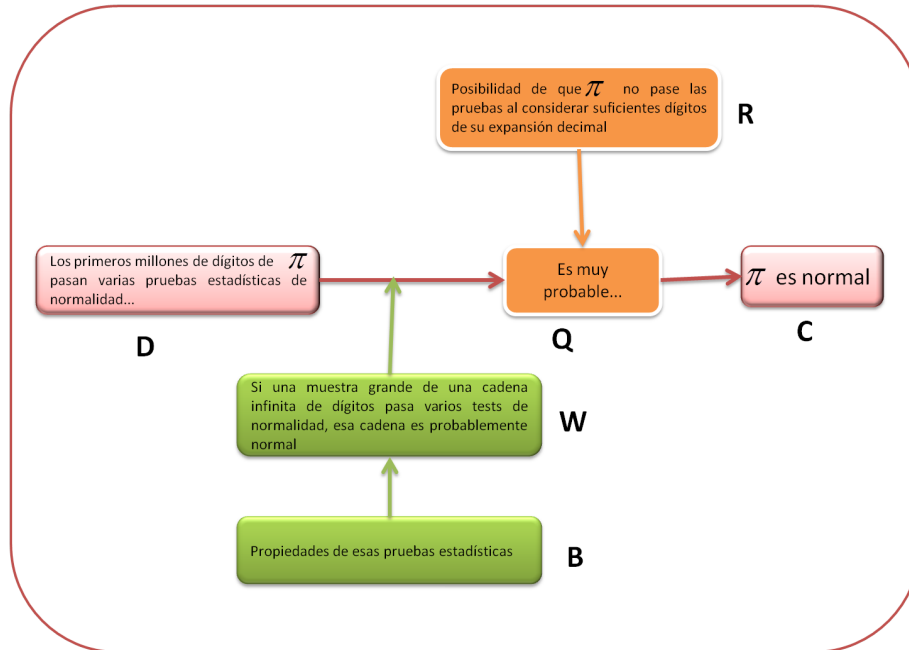 Posibilidad de que π no pase las
pruebas al considerar suficientes dígitos
de su expansión decimal
R
Los primeros millones de dígitos de π
pasan varias pruebas estadísticas de
normalidad...
D
Es muy
probable...
Q
π es normal
C
Si una muestra grande de una cadena
infinita de dígitos pasa varios tests de
normalidad, esa cadena es probablemente
normal
W
Propiedades de esas pruebas estadísticas
B